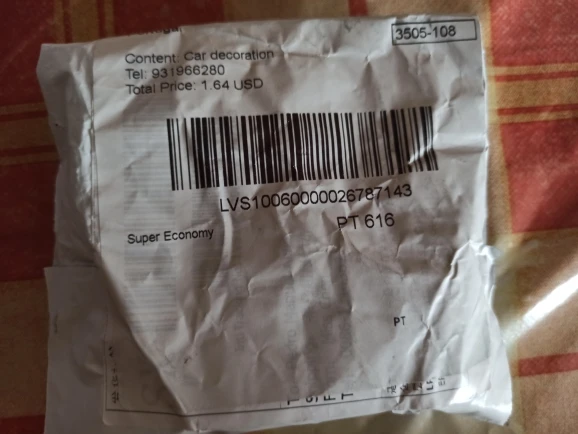 3505-108
Content: Car decoration
Tel: 931966280
Total Price: 1.64 USD
LVS10060000026787143
PT 616
Super Economy
PT